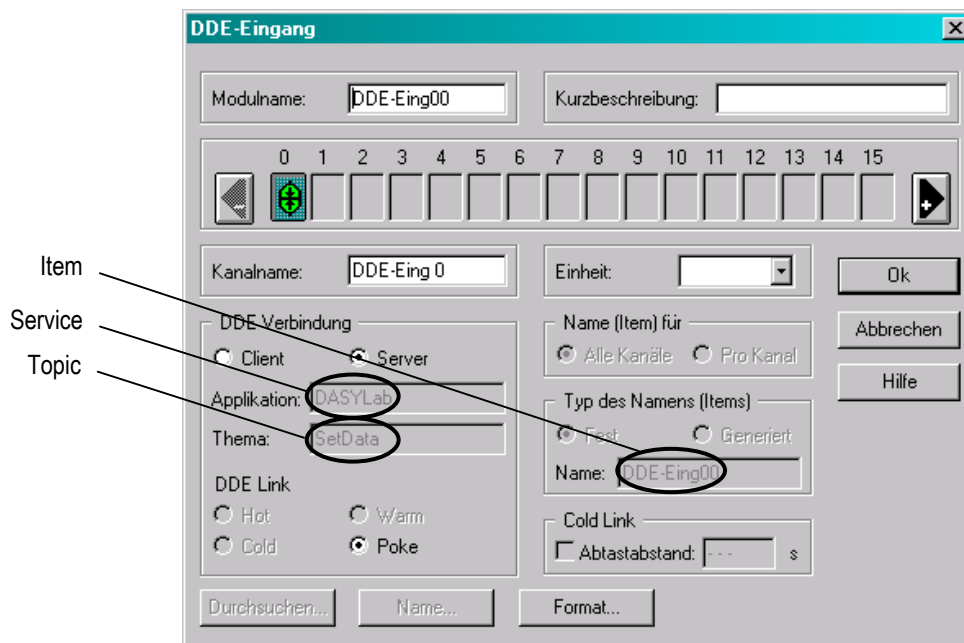 DDE-Eingang
Modulname: DDE-Eing00 Kurzbeschreibung:
0 1 2 3 4 5 6 7 8 9 10 11 12 13 14 15
Kanalname: DDE-Eing 0 Einheit: Ok
Item
Service
Topic
DDE Verbindung Name (Item) für Abbrechen
Client Server Alle Kanäle Pro Kanal
Applikation: DASYLab Typ des Namens (Items) Hilfe
Thema: SetData Fest Generiert
DDE Link Name: DDE-Eing00
Hot Warm Cold Link
Cold Poke Abtastabstand: - - - s
Durchsuchen... Name... Format...